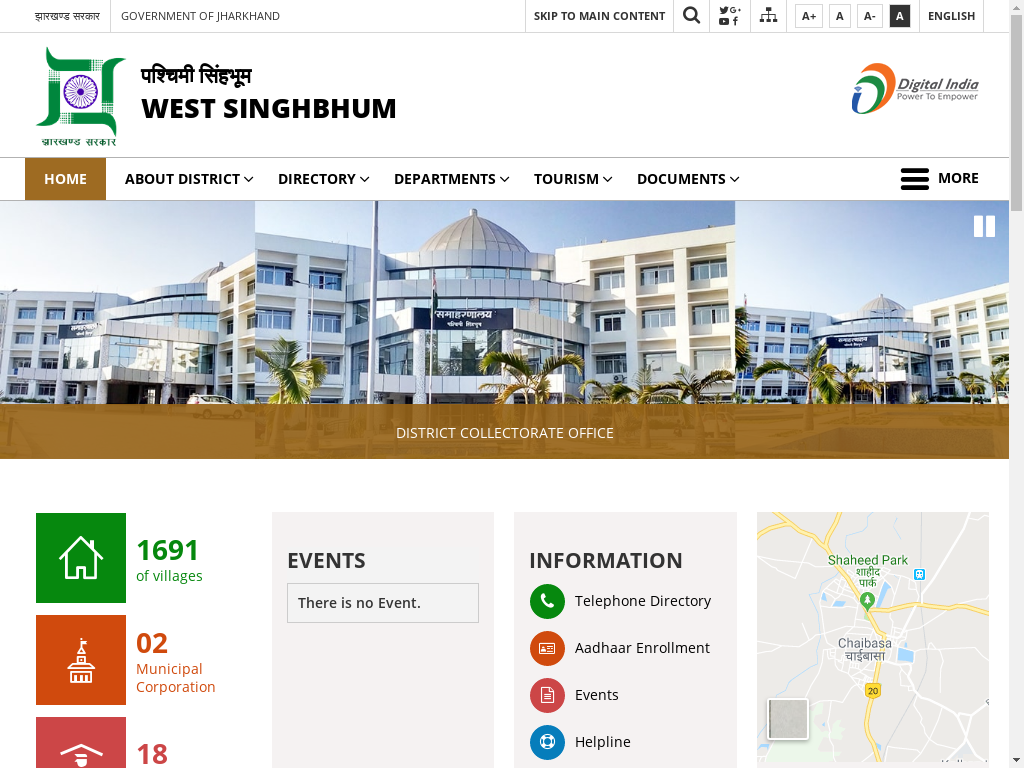 झारखण्ड सरकार
GOVERNMENT OF JHARKHAND
SKIP TO MAIN CONTENT
A+
A
A-
A
ENGLISH
झारखण्ड सरकार
पश्चिमी सिंहभूम
WEST SINGHBHUM
Digital India
Power To Empower
HOME
ABOUT DISTRICT
DIRECTORY
DEPARTMENTS
TOURISM
DOCUMENTS
MORE
समाहरणालय
DISTRICT COLLECTORATE OFFICE
1691
of villages
02
Municipal
Corporation
18
EVENTS
There is no Event.
INFORMATION
Telephone Directory
Aadhaar Enrollment
Events
Helpline
Shaheed Park
शाहीद
पार्क
Chaibasa
चाईबासा
20